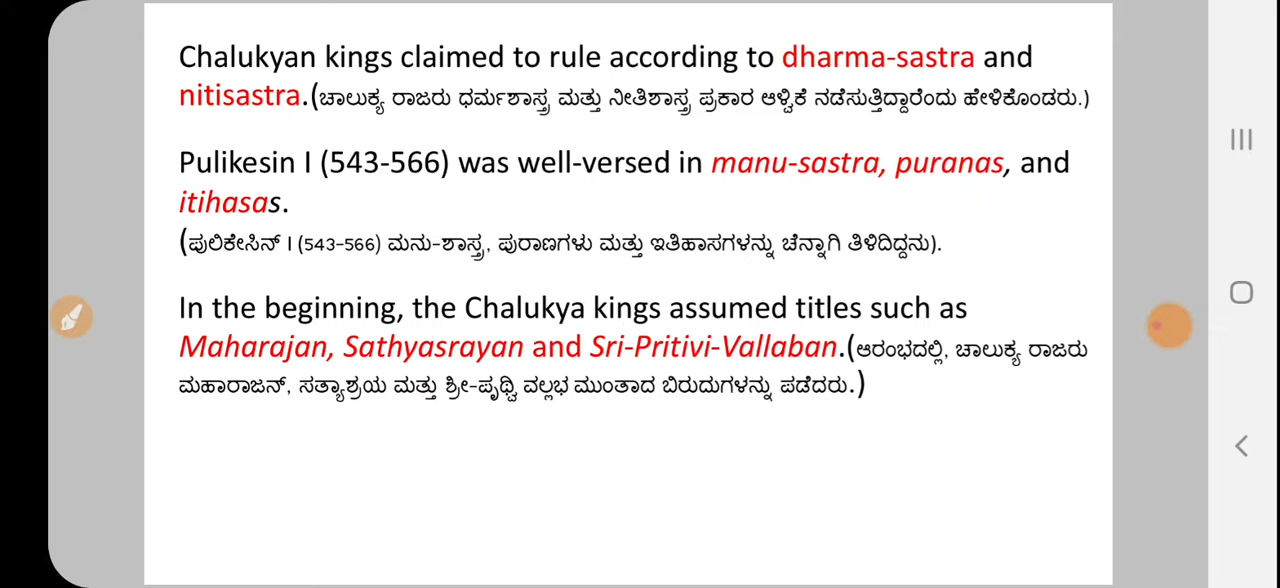 Chalukyan kings claimed to rule according to dharma-sastra and
nitisastra.(ಚಾಲುಕ್ಯ ರಾಜರು ಧರ್ಮಶಾಸ್ತ್ರ ಮತ್ತು ನೀತಿಶಾಸ್ತ್ರ ಪ್ರಕಾರ ಆಳ್ವಿಕೆ ನಡೆಸುತ್ತಿದ್ದಾರೆಂದು ಹೇಳಿಕೊಂಡರು.)
Pulikesin I (543-566) was well-versed in manu-sastra, puranas, and
itihasas.
(ಪುಲಿಕೇಸಿನ್ I (543-566) ಮನು-ಶಾಸ್ತ್ರ, ಪುರಾಣಗಳು ಮತ್ತು ಇತಿಹಾಸಗಳನ್ನು ಚೆನ್ನಾಗಿ ತಿಳಿದಿದ್ದನು).
In the beginning, the Chalukya kings assumed titles such as
Maharajan, Sathyasrayan and Sri-Pritivi-Vallaban.(ಆರಂಭದಲ್ಲಿ, ಚಾಲುಕ್ಯ ರಾಜರು
ಮಹಾರಾಜನ್, ಸತ್ಯಾಶ್ರಯ ಮತ್ತು ಶ್ರೀ-ಪೃಥ್ವಿ ವಲ್ಲಭ ಮುಂತಾದ ಬಿರುದುಗಳನ್ನು ಪಡೆದರು.)